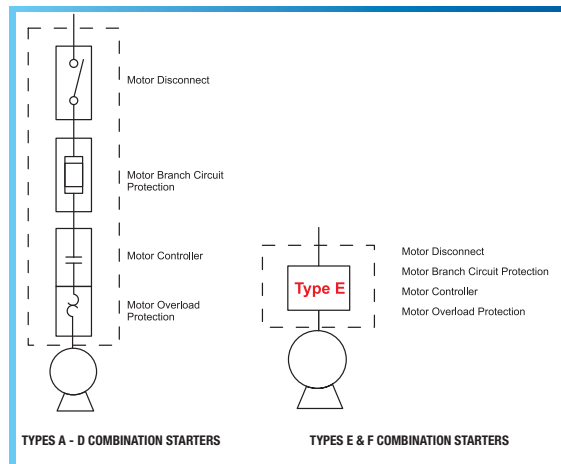 Motor Disconnect
Motor Branch Circuit
Protection
Motor Controller
Motor Overload
Protection
TYPES A - D COMBINATION STARTERS
Type E
Motor Disconnect
Motor Branch Circuit Protection
Motor Controller
Motor Overload Protection
TYPES E & F COMBINATION STARTERS